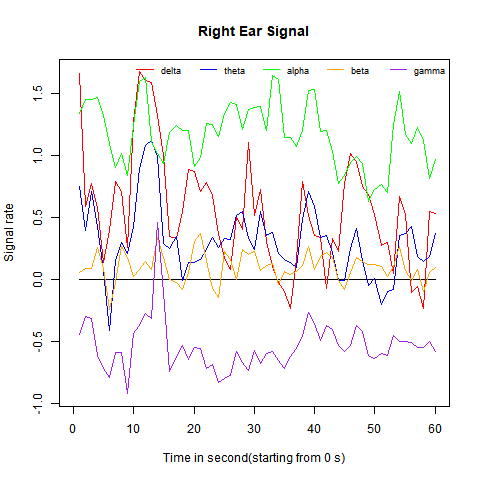 Right Ear Signal
delta theta alpha beta gamma
Signal rate
1.5
1.0
0.5
0.0
-0.5
-1.0
0 10 20 30 40 50 60
Time in second(starting from 0 s)